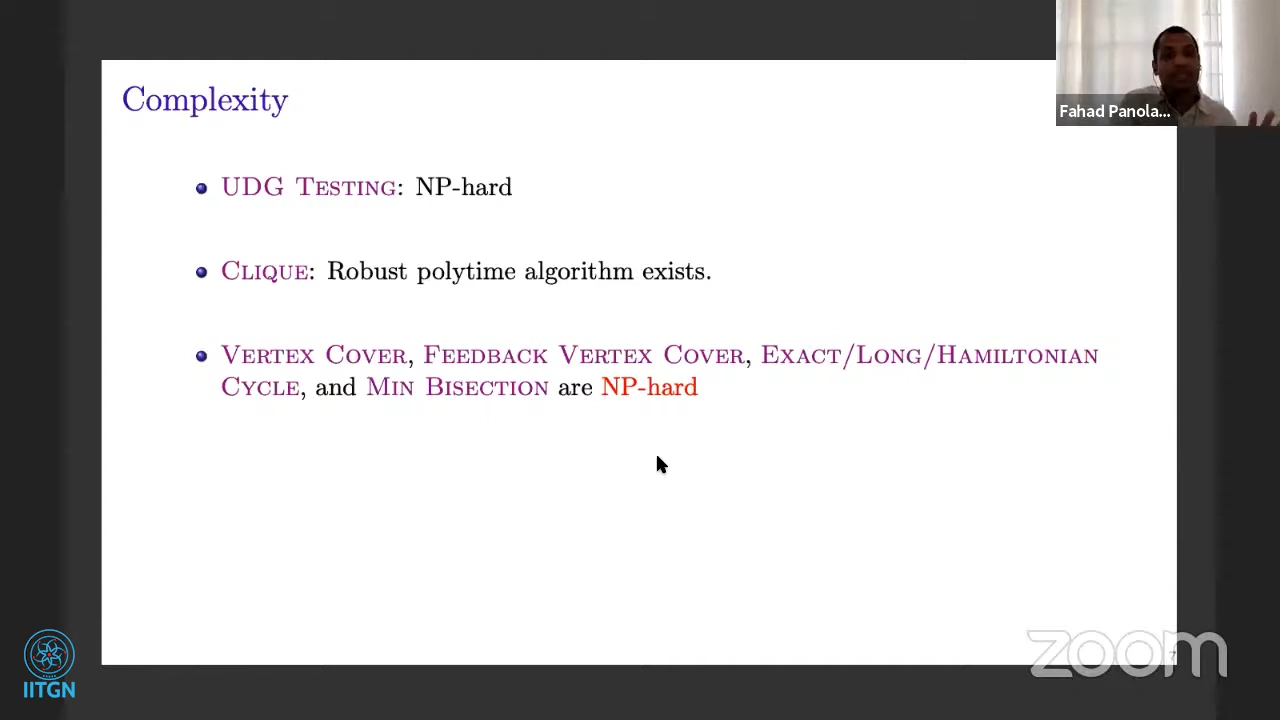 Complexity
Fahad Panola...
UDG Testing: NP-hard
Clique: Robust polytime algorithm exists.
Vertex Cover, Feedback Vertex Cover, Exact/Long/Hamiltonian
Cycle, and Min Bisection are NP-hard
IITGN
zoom
7